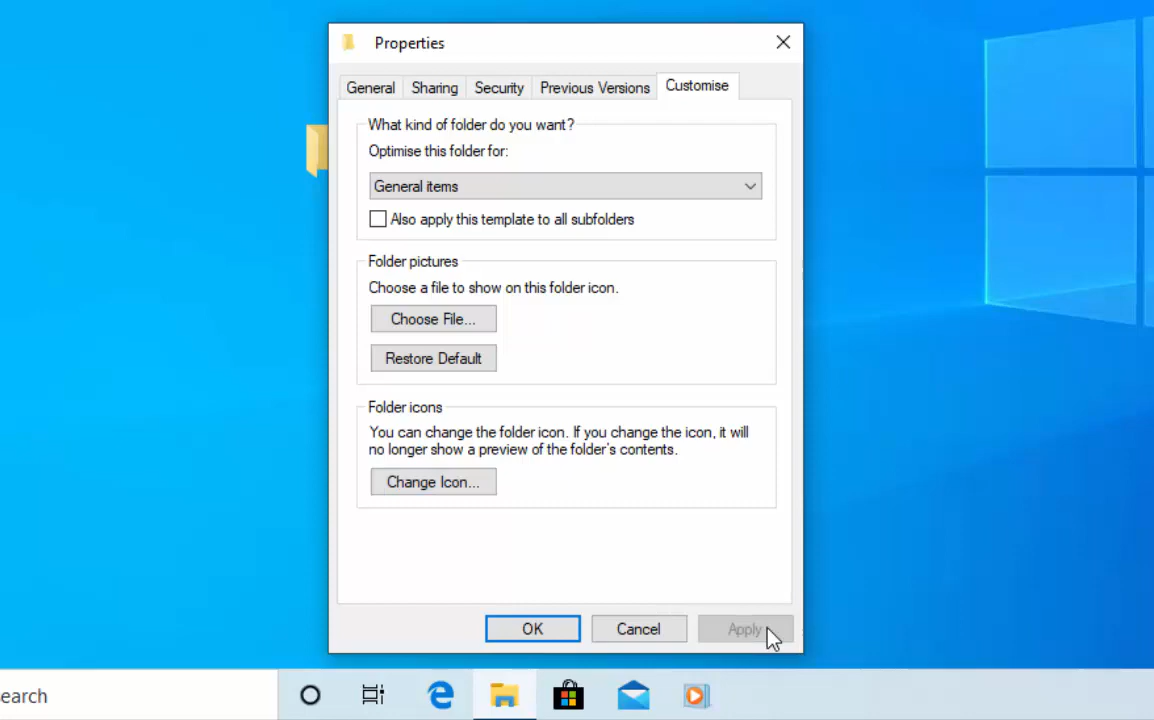 Properties
General
Sharing
Security
Previous Versions
Customise
What kind of folder do you want?
Optimise this folder for:
General items
Also apply this template to all subfolders
Folder pictures
Choose a file to show on this folder icon.
Choose File...
Restore Default
Folder icons
You can change the folder icon. If you change the icon, it will
no longer show a preview of the folder's contents.
Change Icon...
OK
Cancel
Apply
earch